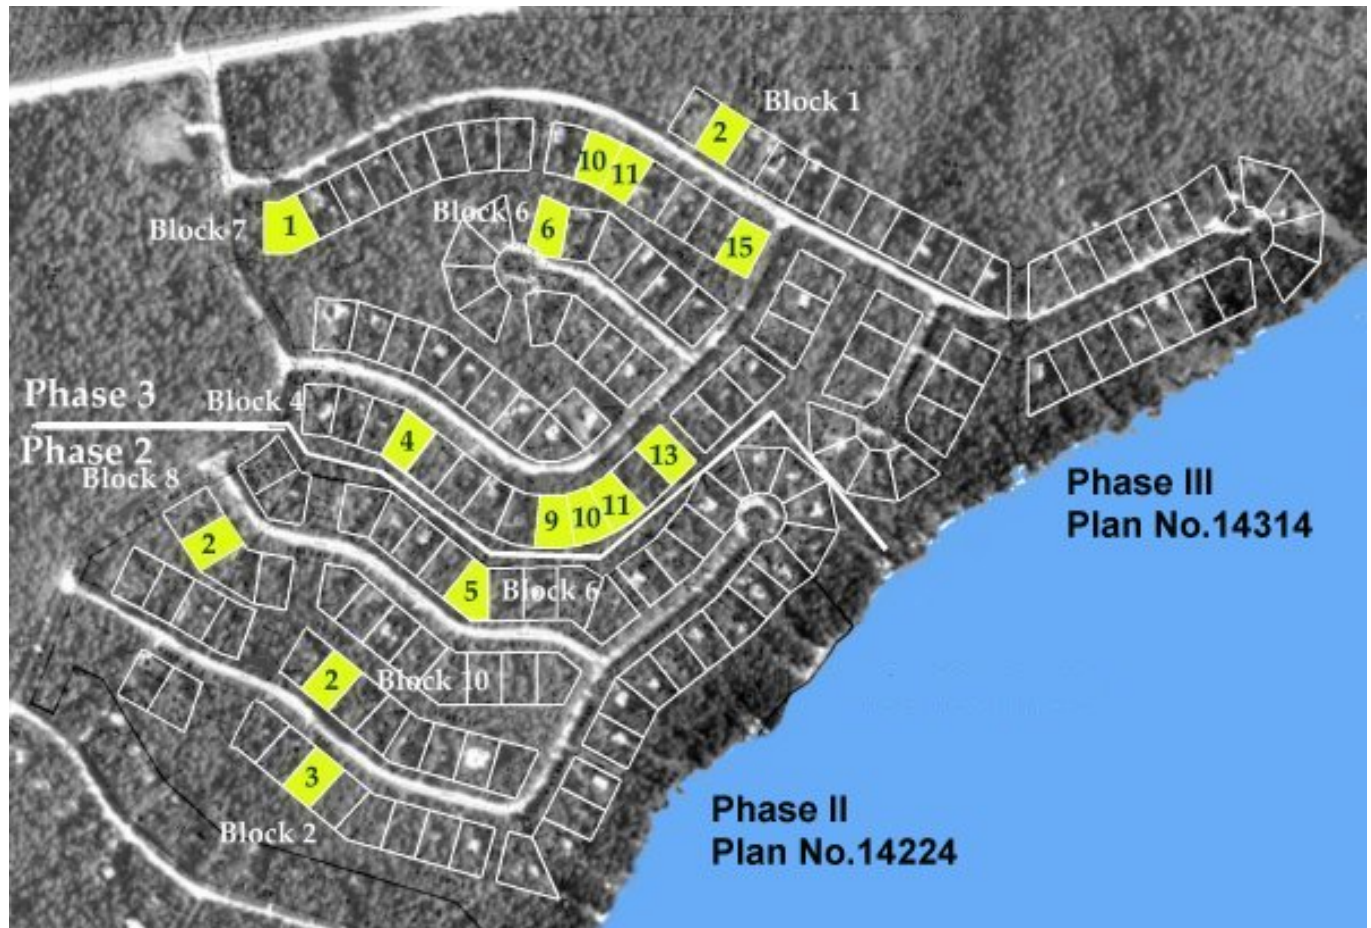 Block 1
2
10
11
Block 6
6
1
Block 7
15
Phase 3
Block 4
4
Phase 2
Block 8
13
9
10
11
Phase III
Plan No.14314
2
5
Block 6
2
Block 10
3
Block 2
Phase II
Plan No.14224